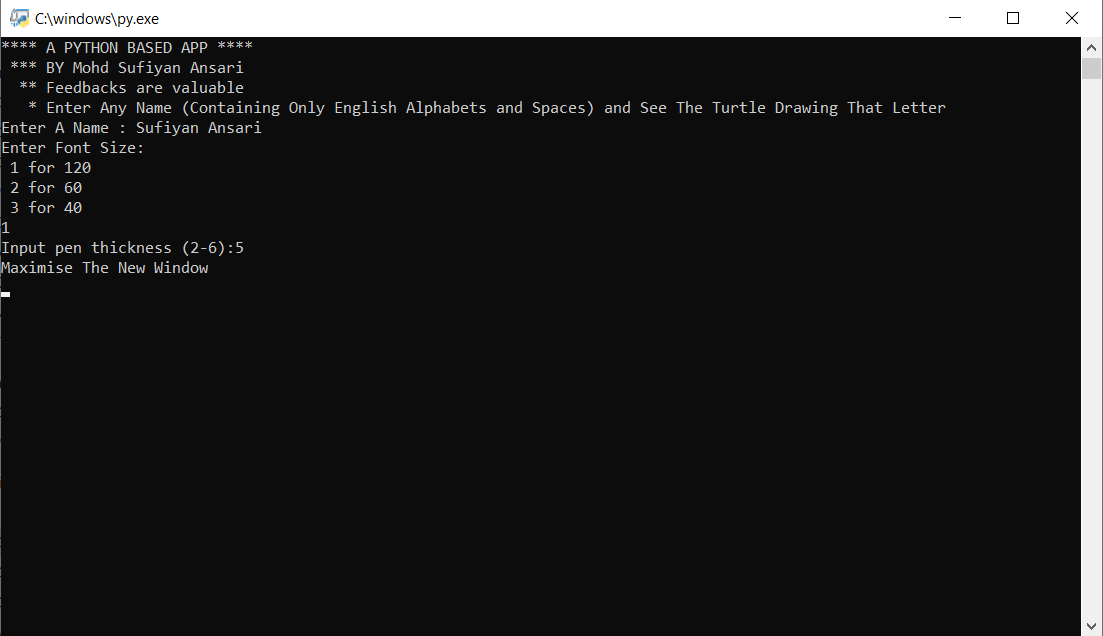 C:\windows\py.exe
**** A PYTHON BASED APP ****
 *** BY Mohd Sufiyan Ansari
  ** Feedbacks are valuable
   * Enter Any Name (Containing Only English Alphabets and Spaces) and See The Turtle Drawing That Letter
Enter A Name : Sufiyan Ansari
Enter Font Size:
 1 for 120
 2 for 60
 3 for 40
1
Input pen thickness (2-6):5
Maximise The New Window